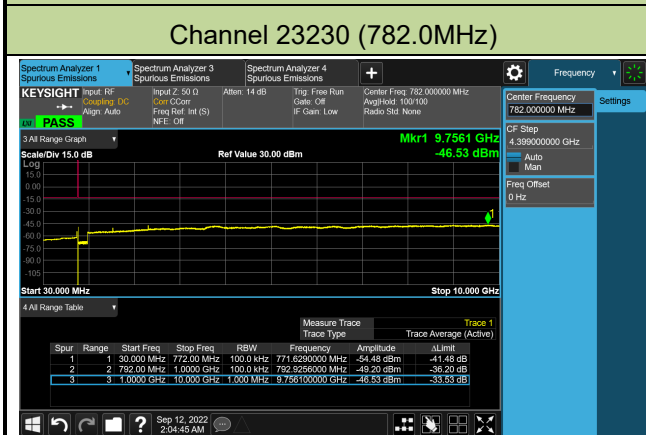 Channel 23230 (782.0MHz)
Spectrum Analyzer 1
Spurious Emissions
Spectrum Analyzer 3
Spurious Emissions
Spectrum Analyzer 4
Spurious Emissions
+
Frequency
KEYSIGHT
Input: RF
Coupling: DC
Align: Auto
Input Z: 50 Ω
Corr CCorr
Freq Ref: Int (S)
NFE: Off
Atten: 14 dB
Trig: Free Run
Gate: Off
IF Gain: Low
Center Freq: 782.000000 MHz
Avg|Hold: 100/100
Radio Std: None
PASS
Center Frequency
782.000000 MHz
Settings
CF Step
4.399000000 GHz
Auto
Man
Freq Offset
0 Hz
3 All Range Graph
Mkr1 9.7561 GHz
Scale/Div 15.0 dB
Ref Value 30.00 dBm
-46.53 dBm
Log
15.0
0.00
-15.0
-30.0
-45.0
-60.0
-75.0
-90.0
-105
1
Start 30.000 MHz
Stop 10.000 GHz
4 All Range Table
Measure Trace Trace 1
Trace Type Trace Average (Active)
Spur Range Start Freq Stop Freq RBW Frequency Amplitude ΔLimit
1 1 30.000 MHz 772.00 MHz 100.0 kHz 771.6290000 MHz -54.48 dBm -41.48 dB
2 2 792.00 MHz 1.0000 GHz 100.0 kHz 792.9256000 MHz -49.20 dBm -36.20 dB
3 3 1.0000 GHz 10.000 GHz 1.000 MHz 9.756100000 GHz -46.53 dBm -33.53 dB
?
Sep 12, 2022
2:04:45 AM